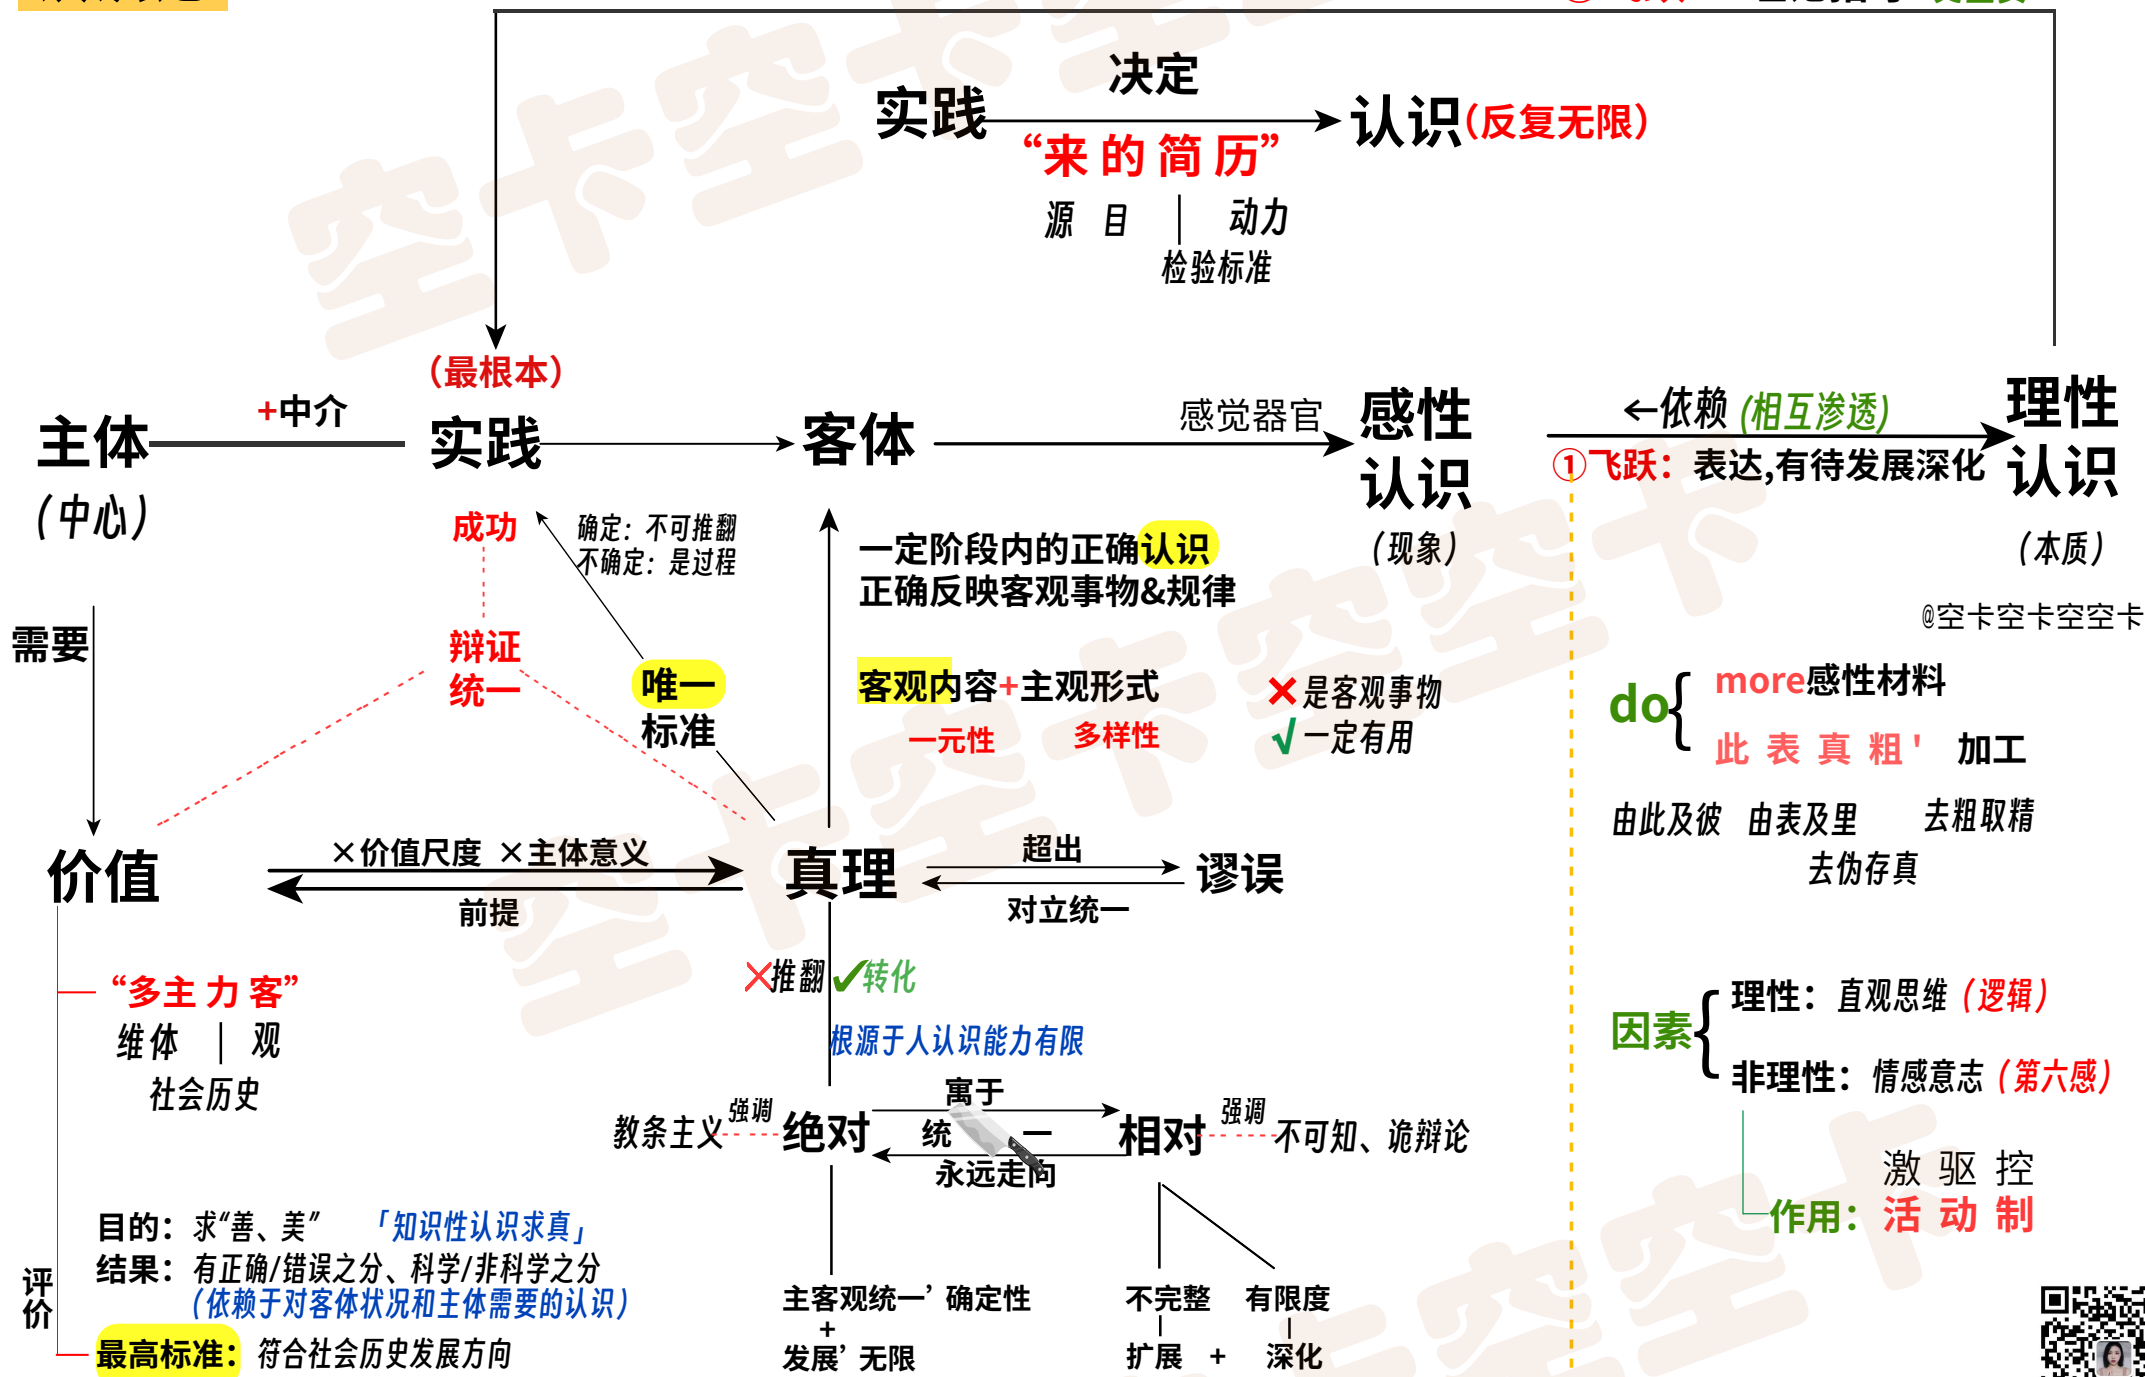 ①飞跃：
决定
实践
认识(反复无限)
“来的简历”
源 目 动力
检验标准
(最根本)
+中介
主体
实践
客体
感觉器官
感性
认识
←依赖(相互渗透)
①飞跃：表达,有待发展深化
理性
认识
(中心)
(现象)
(本质)
成功
确定：不可推翻
不确定：是过程
一定阶段内的正确认识
正确反映客观事物&规律
@空卡空卡空空卡
需要
辩证
统一
唯一
标准
客观内容+主观形式
一元性 多样性
❌是客观事物
√一定有用
do{
more感性材料
此表真粗' 加工
由此及彼 由表及里 去粗取精
去伪存真
价值
×价值尺度 ×主体意义
前提
真理
超出
对立统一
谬误
“多主力客”
维体 观
社会历史
×推翻 ✓转化
根源于人认识能力有限
因素{
理性：直观思维(逻辑)
非理性：情感意志(第六感)
教条主义
强调
绝对
寓于
统 一
永远走向
相对
强调
不可知、诡辩论
激 驱 控
作用：活 动 制
评价
目的：求“善、美” 「知识性认识求真」
结果：有正确/错误之分、科学/非科学之分
(依赖于对客体状况和主体需要的认识)
最高标准：符合社会历史发展方向
主客观统一’确定性
+
发展’无限
不完整 有限度
扩展 + 深化
空卡空卡空空卡
空卡空卡空空卡